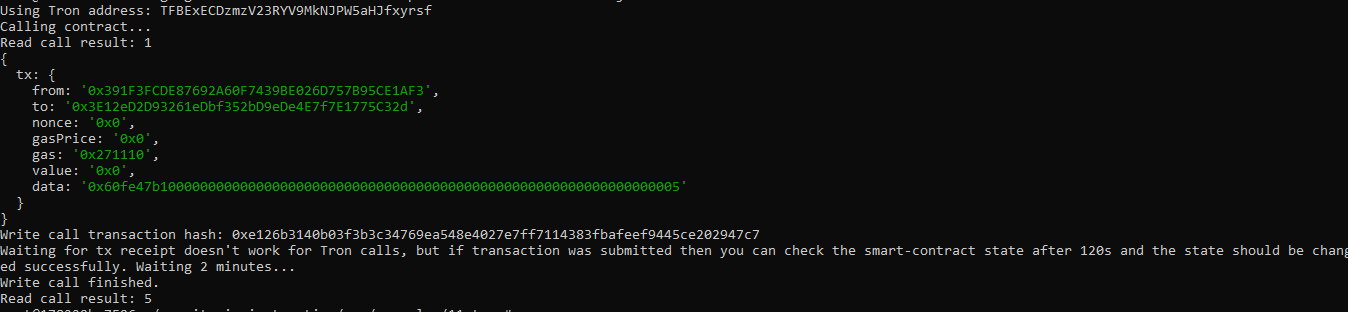 Using Tron address: TFBExECDzmzV23RYV9MkNJPW5aHJfxyrsf
Calling contract...
Read call result: 1
{
  tx: {
    from: '0x391F3FCDE87692A60F7439BE026D757B95CE1AF3',
    to: '0x3E12eD2D93261eDbf352bD9eDe4E7f7E1775C32d',
    nonce: '0x0',
    gasPrice: '0x0',
    gas: '0x271110',
    value: '0x0',
    data: '0x60fe47b10000000000000000000000000000000000000000000000000000000000000005'
  }
}
Write call transaction hash: 0xe126b3140b03f3b3c34769ea548e4027e7ff7114383fbafeef9445ce202947c7
Waiting for tx receipt doesn't work for Tron calls, but if transaction was submitted then you can check the smart-contract state after 120s and the state should be chang
ed successfully. Waiting 2 minutes...
Write call finished.
Read call result: 5